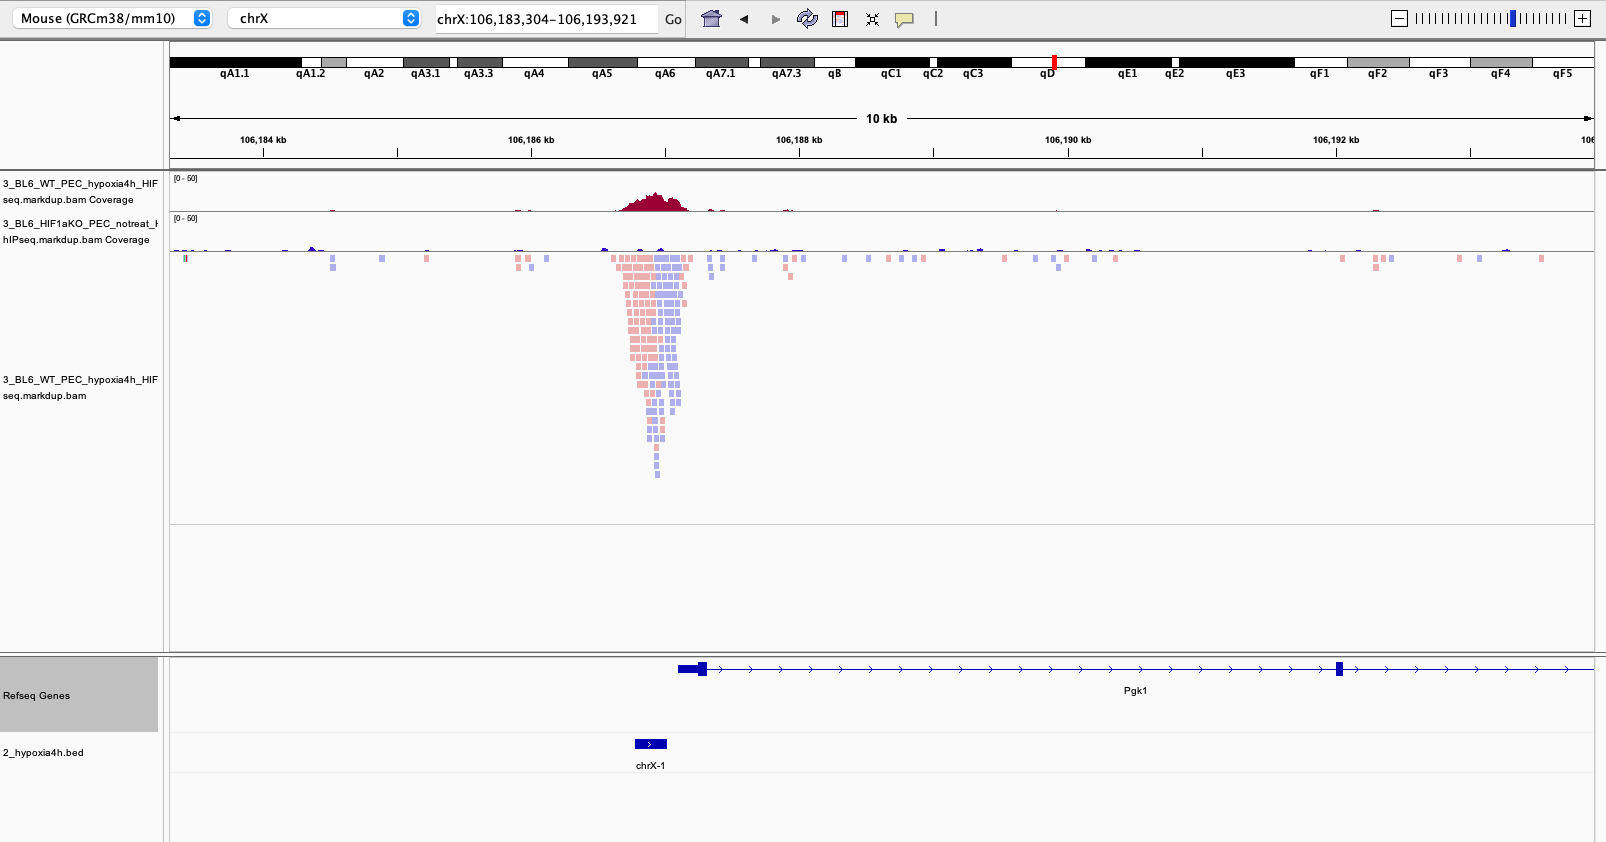 Mouse (GRCm38/mm10) chrX chrX:106,183,304-106,193,921 Go
qA1.1 qA1.2 qA2 qA3.1 qA3.3 qA4 qA5 qA6 qA7.1 qA7.3 qB qC1 qC2 qC3 qD qE1 qE2 qE3 qF1 qF2 qF3 qF4 qF5
10 kb
106,184 kb 106,186 kb 106,188 kb 106,190 kb 106,192 kb 106
3_BL6_WT_PEC_hypoxia4h_HIF [0 - 50]
seq.markdup.bam Coverage
3_BL6_HIF1aKO_PEC_notreat_H [0 - 50]
hIPseq.markdup.bam Coverage
3_BL6_WT_PEC_hypoxia4h_HIF
seq.markdup.bam
Refseq Genes
Pgk1
2_hypoxia4h.bed
chrX-1